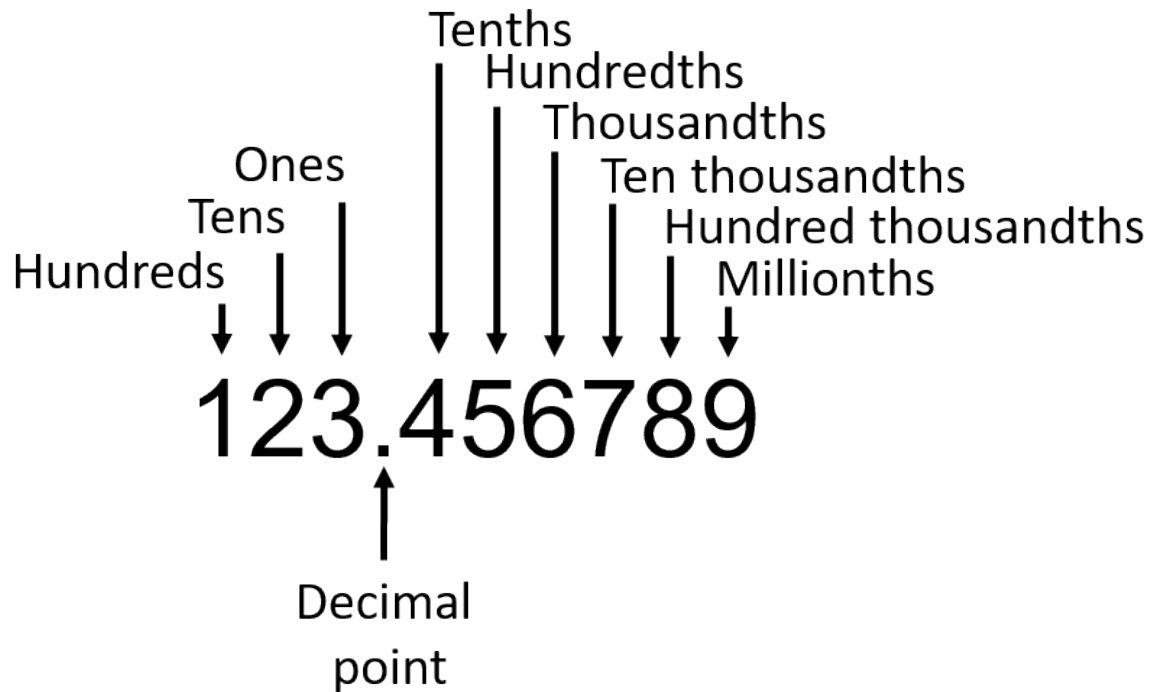 Tenths
Hundredths
Thousandths
Ones
Ten thousandths
Tens
Hundred thousandths
Hundreds
Millionths
123.456789
Decimal
point